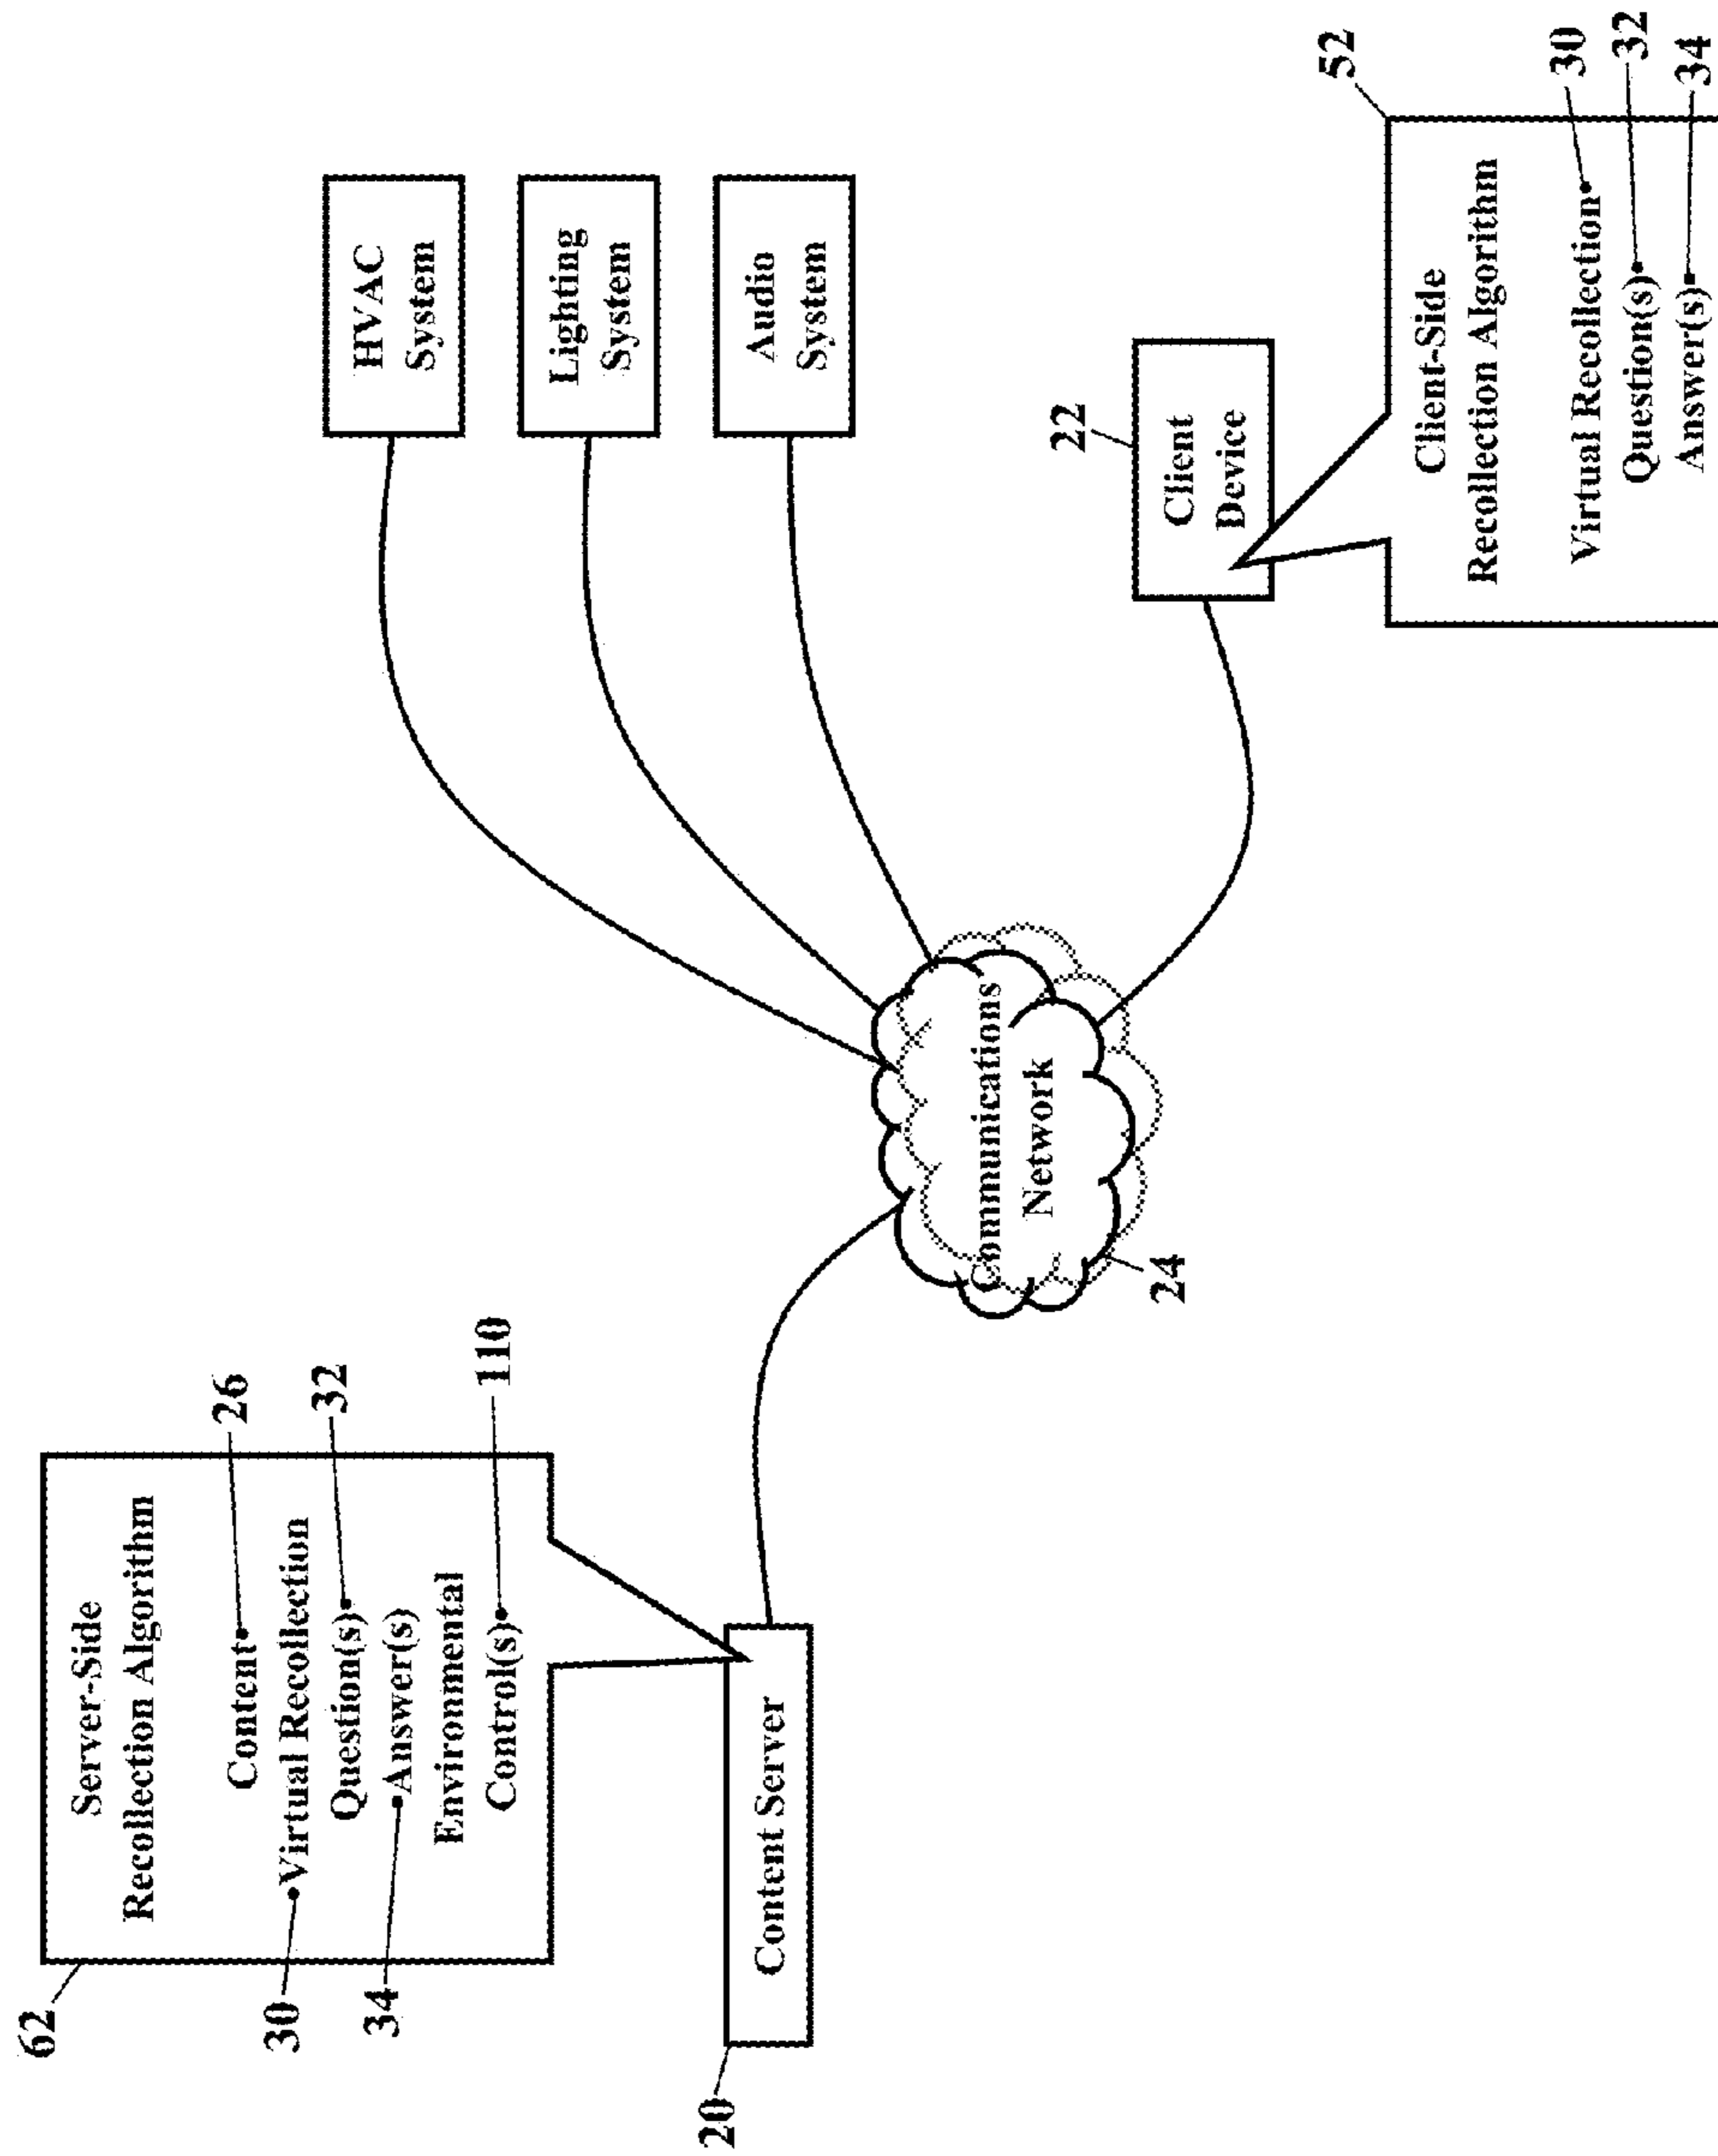 62
Server-Side
Recollection Algorithm
Content
26
30
Virtual Recollection
Question(s)
32
34
Answer(s)
Environmental
Control(s)
110
20
Content Server
Communications
Network
24
HVAC
System
Lighting
System
Audio
System
22
Client
Device
52
Client-Side
Recollection Algorithm
Virtual Recollection
30
Question(s)
32
Answer(s)
34